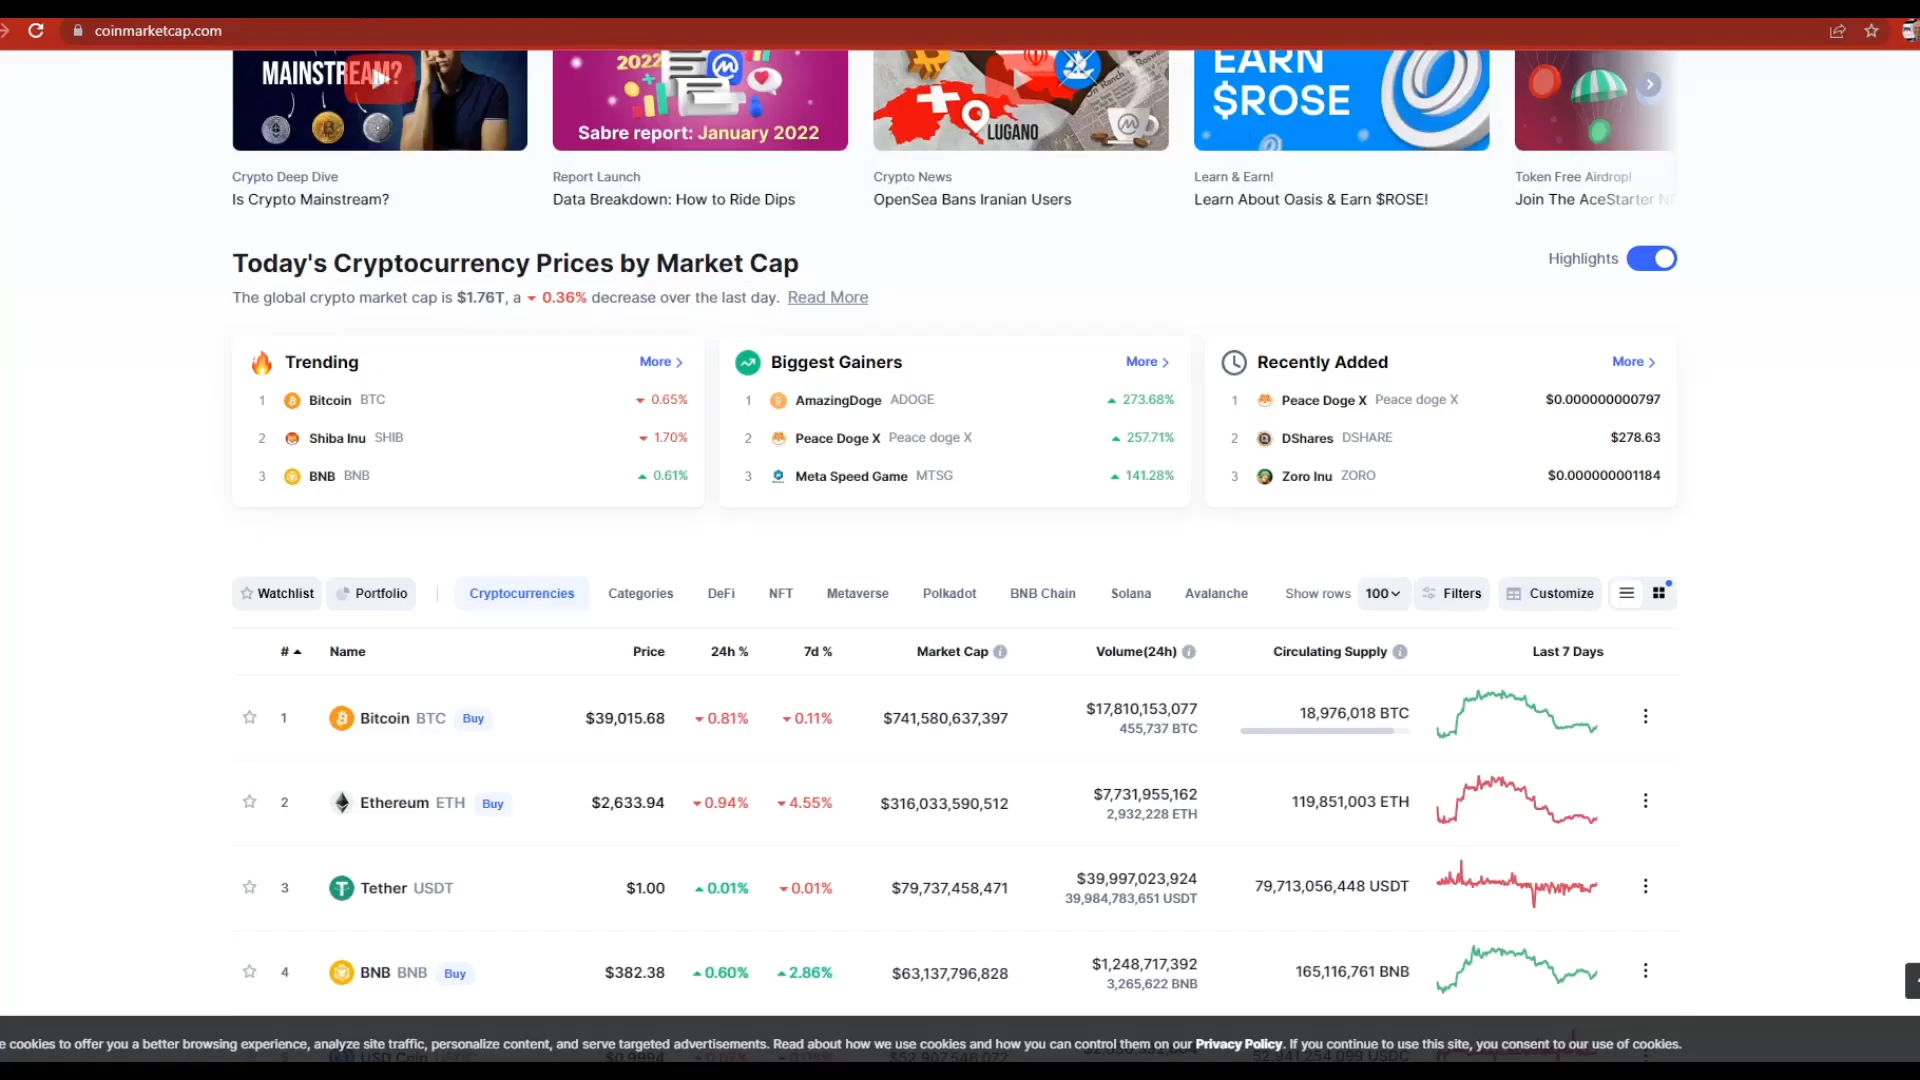 coinmarketcap.com
MAINSTREAM?
2022
Sabre report: January 2022
LUGANO
EARN
$ROSE
Crypto Deep Dive
Is Crypto Mainstream?
Report Launch
Data Breakdown: How to Ride Dips
Crypto News
OpenSea Bans Iranian Users
Learn & Earn!
Learn About Oasis & Earn $ROSE!
Token Free Airdrop!
Join The AceStarter
Today's Cryptocurrency Prices by Market Cap
Highlights
The global crypto market cap is $1.76T, a 0.36% decrease over the last day. Read More
Trending More
1 Bitcoin BTC 0.65%
2 Shiba Inu SHIB 1.70%
3 BNB BNB 0.61%
Biggest Gainers More
1 AmazingDoge ADOGE 273.68%
2 Peace Doge X Peace doge X 257.71%
3 Meta Speed Game MTSG 141.28%
Recently Added More
1 Peace Doge X Peace doge X $0.000000000797
2 DShares DSHARE $278.63
3 Zoro Inu ZORO $0.000000001184
Watchlist Portfolio Cryptocurrencies Categories DeFi NFT Metaverse Polkadot BNB Chain Solana Avalanche Show rows 100 Filters Customize
# Name Price 24h % 7d % Market Cap Volume(24h) Circulating Supply Last 7 Days
1 Bitcoin BTC Buy $39,015.68 0.81% 0.11% $741,580,637,397 $17,810,153,077 18,976,018 BTC
455,737 BTC
2 Ethereum ETH Buy $2,633.94 0.94% 4.55% $316,033,590,512 $7,731,955,162 119,851,003 ETH
2,932,228 ETH
3 Tether USDT $1.00 0.01% 0.01% $79,737,458,471 $39,997,023,924 79,713,056,448 USDT
39,984,783,651 USDT
4 BNB BNB Buy $382.38 0.60% 2.86% $63,137,796,828 $1,248,717,392 165,116,761 BNB
3,265,622 BNB
e cookies to offer you a better browsing experience, analyze site traffic, personalize content, and serve targeted advertisements. Read about how we use cookies and how you can control them on our Privacy Policy. If you continue to use this site, you consent to our use of cookies.